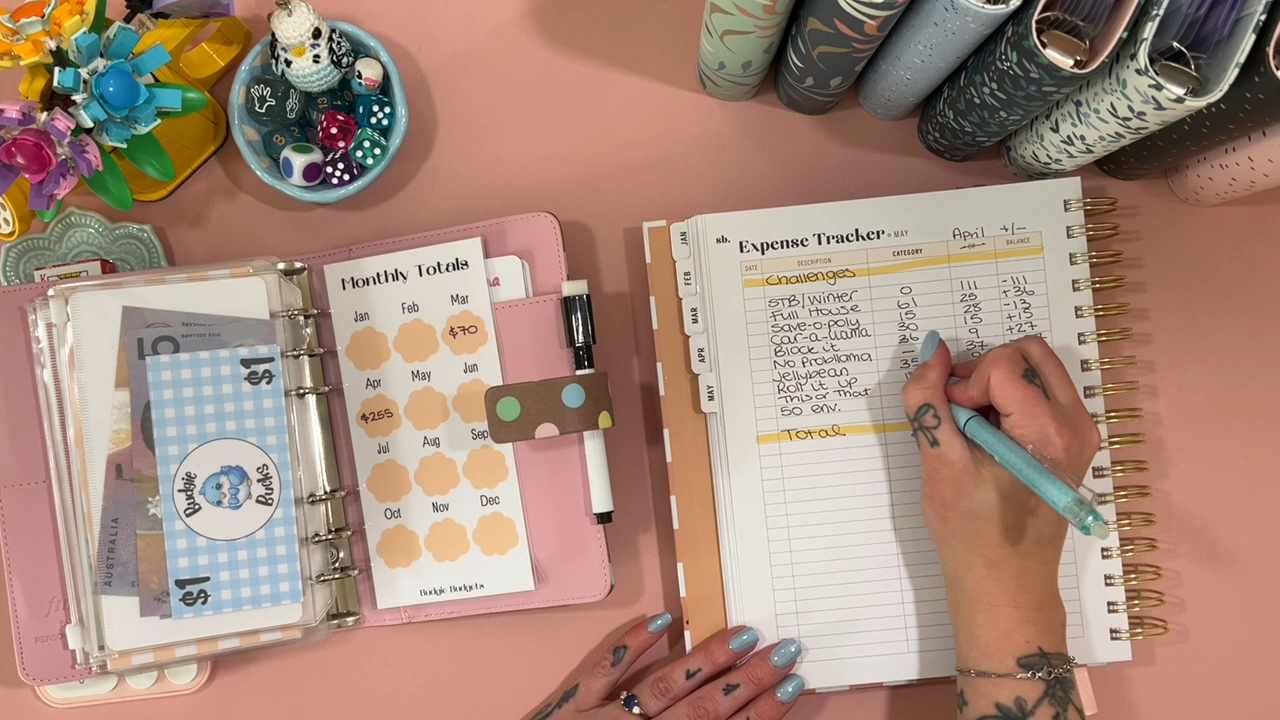 Monthly Totals
Jan Feb Mar
$70
Apr May Jun
$255
Jul Aug Sep
Oct Nov Dec
Budgie Budgets
$1
Budgie Bucks
$1
AUSTRALIA
JAN
FEB
MAR
APR
MAY
8b. Expense Tracker MAY
April +/-
DATE DESCRIPTION CATEGORY BALANCE
Challenges
STB/Winter 0 111 -111
Full House 61 25 +36
Save-o-poly 15 28 -13
Car-a-llama 30 15 +15
Block it 36 9 +27
No Probllama - 37
Jellybean 35
Roll it up
This or That
50 env.
Total